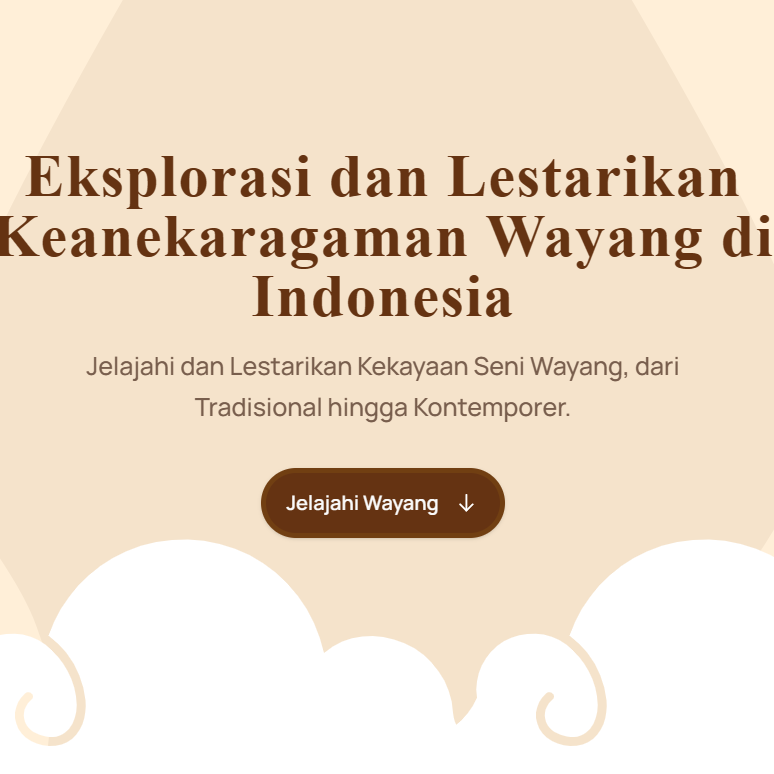 Eksplorasi dan Lestarikan
Keanekaragaman Wayang di
Indonesia
Jelajahi dan Lestarikan Kekayaan Seni Wayang, dari
Tradisional hingga Kontemporer.
Jelajahi Wayang ↓